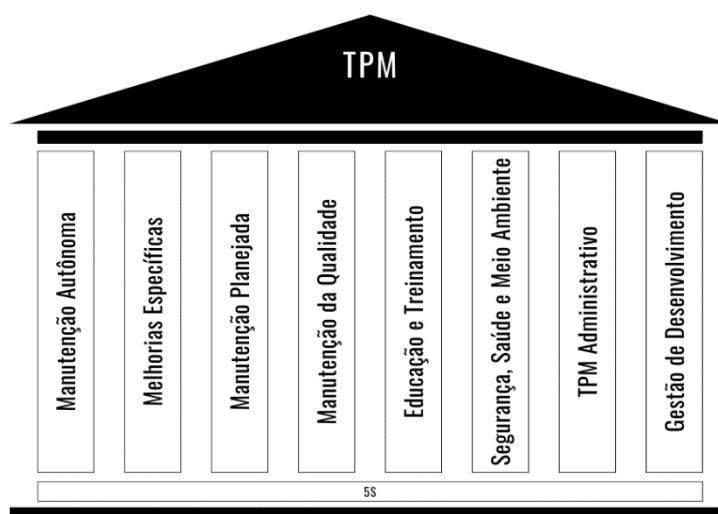 TPM
Manutenção Autônoma
Melhorias Específicas
Manutenção Planejada
Manutenção da Qualidade
Educação e Treinamento
Segurança, Saúde e Meio Ambiente
TPM Administrativo
Gestão de Desenvolvimento
5S